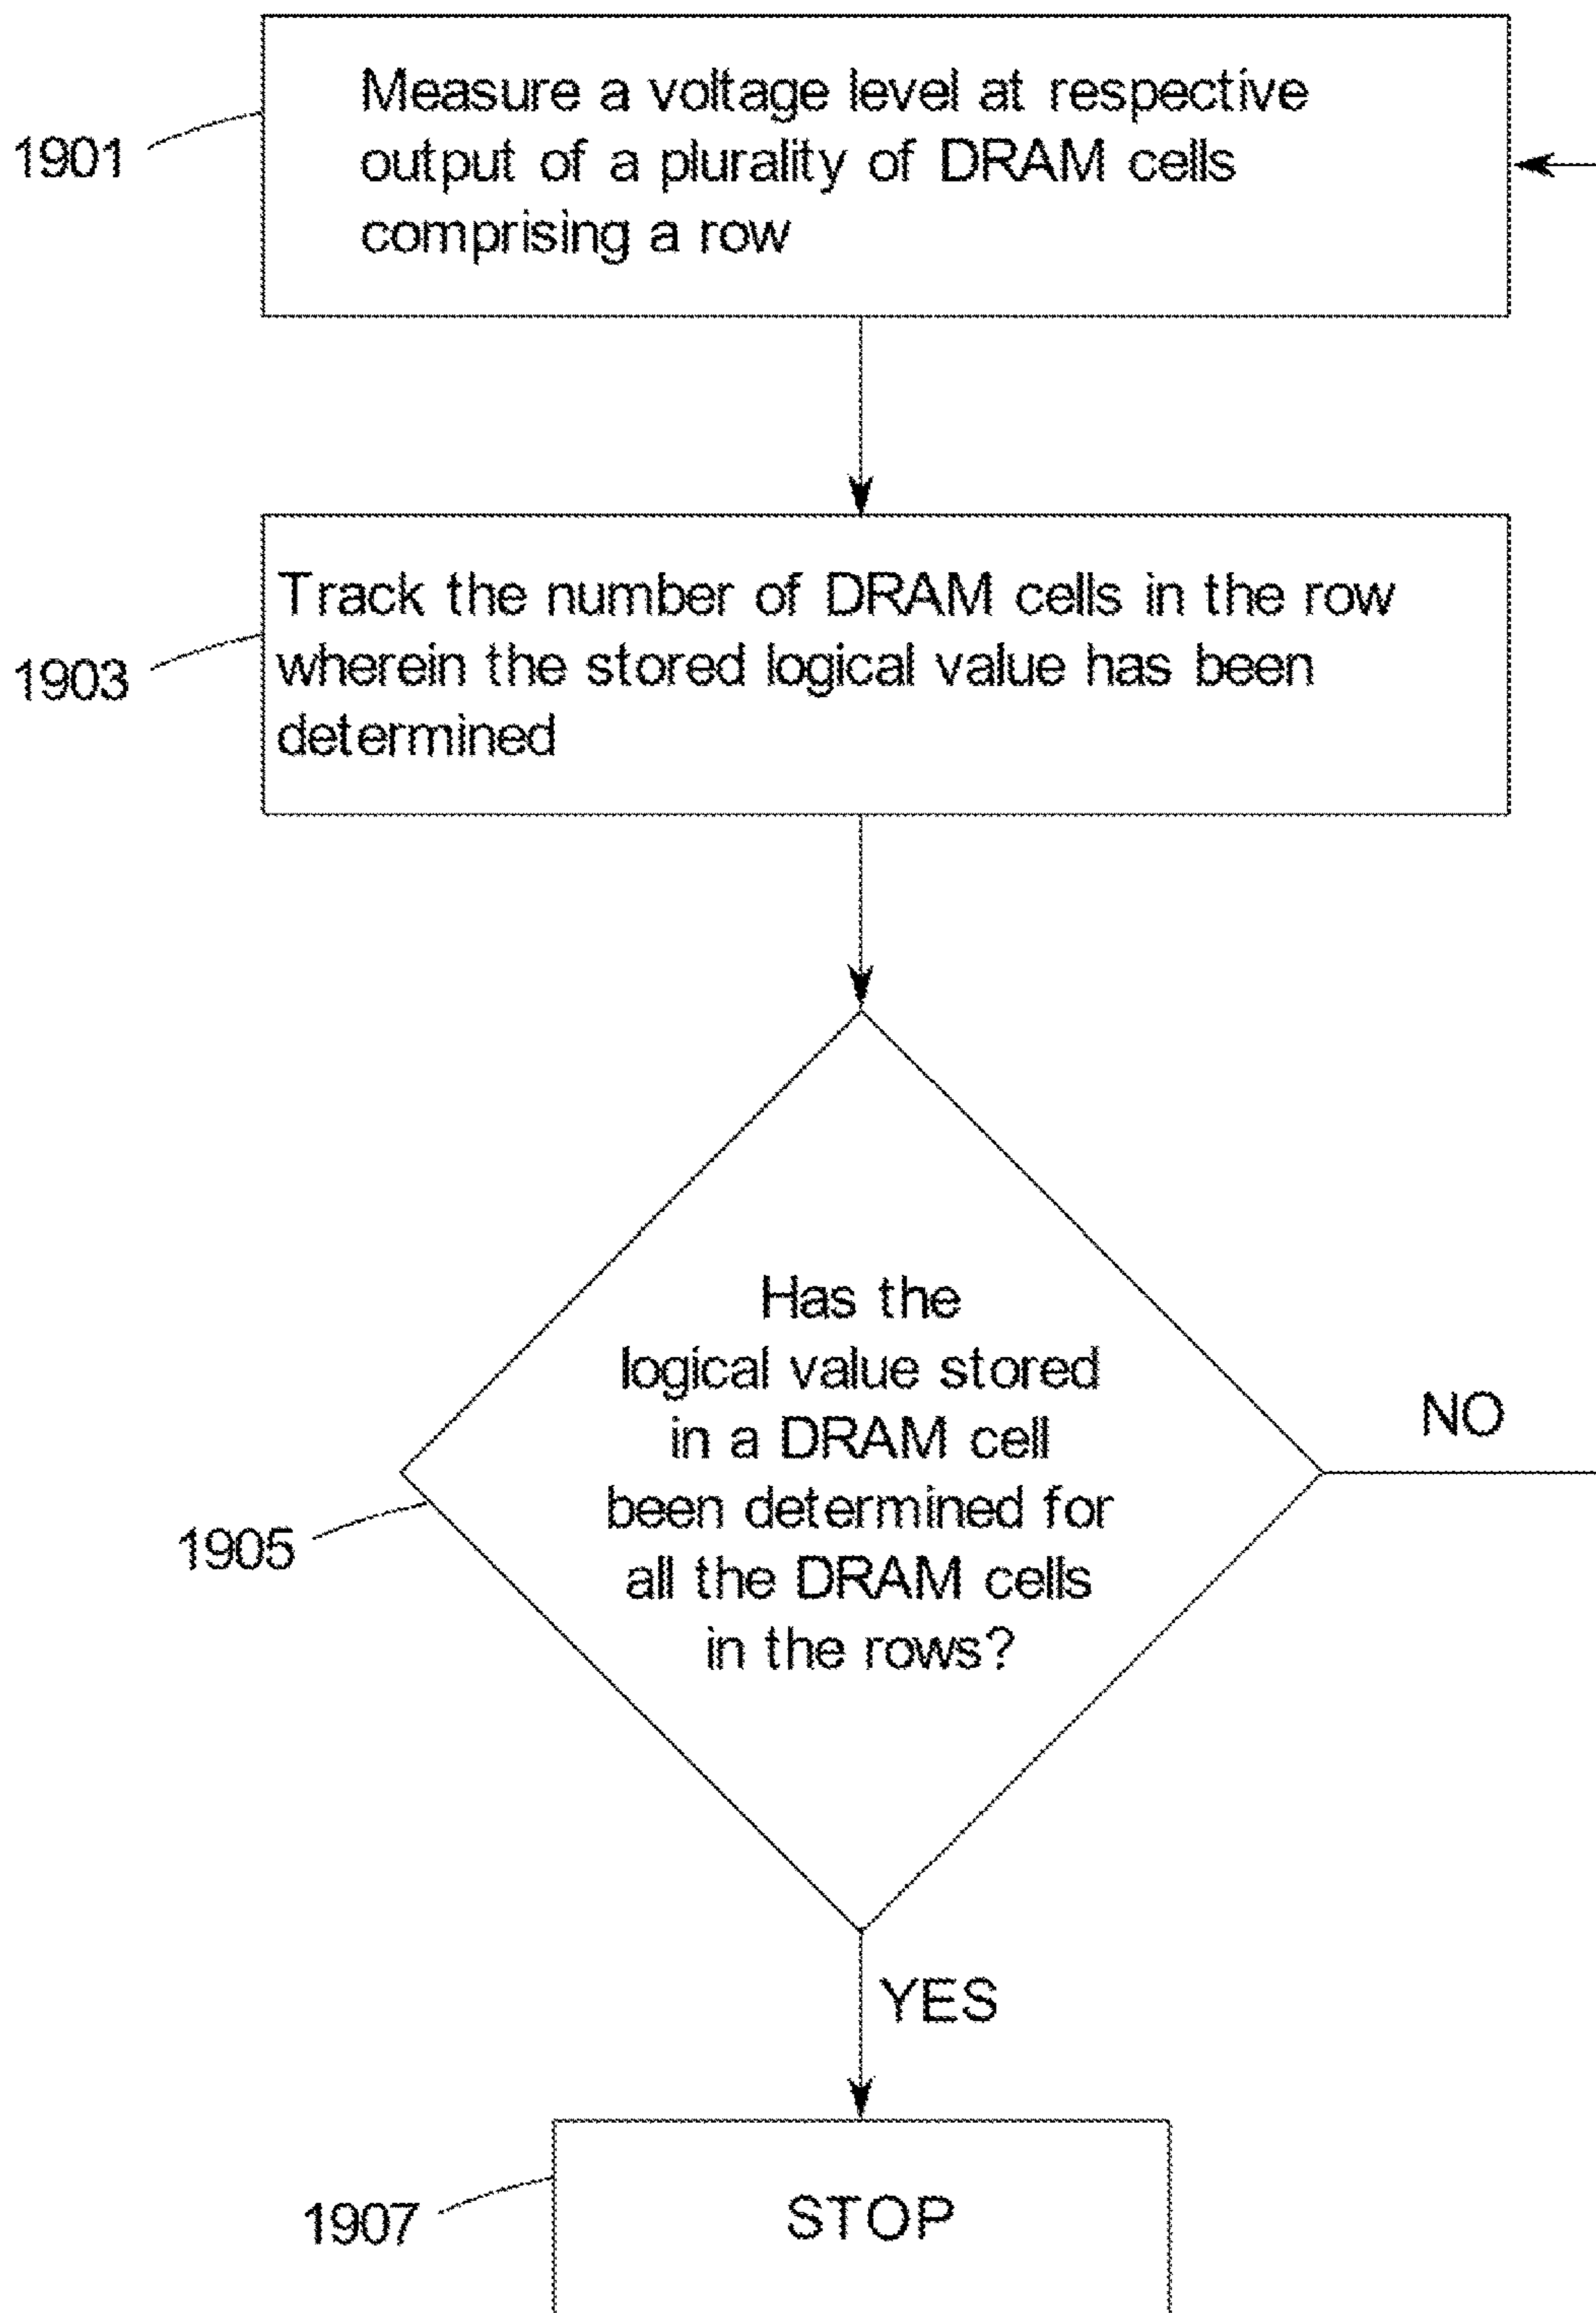 1901
Measure a voltage level at respective
output of a plurality of DRAM cells
comprising a row
1903
Track the number of DRAM cells in the row
wherein the stored logical value has been
determined
1905
Has the
logical value stored
in a DRAM cell
been determined for
all the DRAM cells
in the rows?
NO
YES
1907
STOP